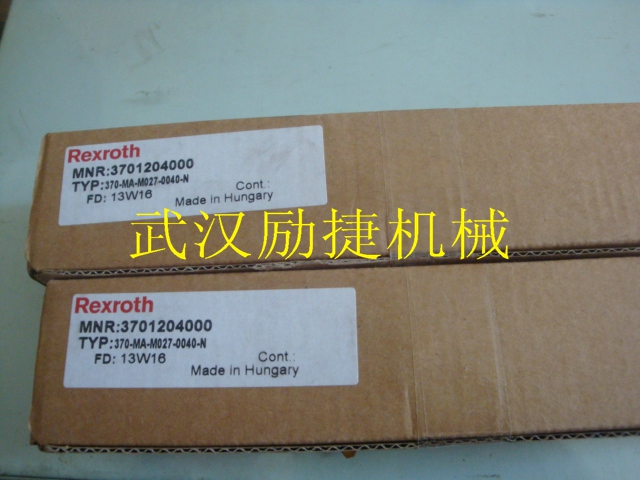 Rexroth
MNR:3701204000
TYP:370-MA-M027-0040-N
FD: 13W16 Cont.:
Made in Hungary
武汉励捷机械
Rexroth
MNR:3701204000
TYP:370-MA-M027-0040-N
FD: 13W16 Cont.:
Made in Hungary